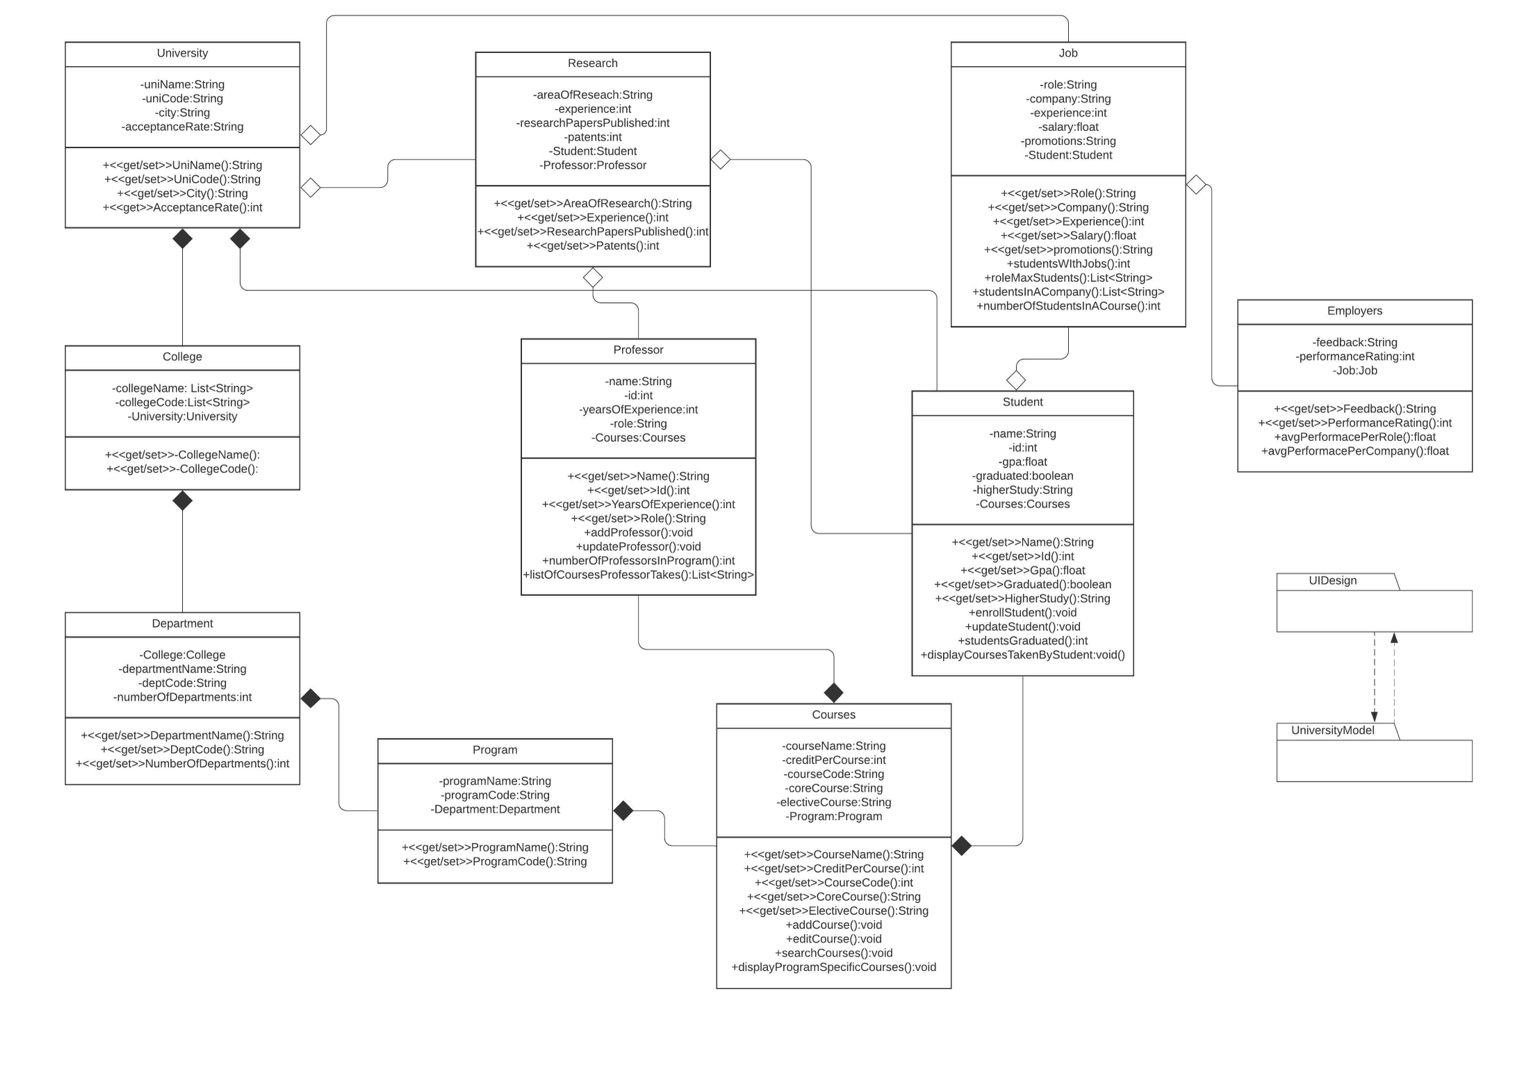 University
-uniName:String
-uniCode:String
-city:String
-acceptanceRate:String
+<<get/set>>UniName():String
+<<get/set>>UniCode():String
+<<get/set>>City():String
+<<get>>AcceptanceRate():int
Research
-areaOfReseach:String
-experience:int
-researchPapersPublished:int
-patents:int
-Student:Student
-Professor:Professor
+<<get/set>>AreaOfResearch():String
+<<get/set>>Experience():int
+<<get/set>>ResearchPapersPublished():int
+<<get/set>>Patents():int
Job
-role:String
-company:String
-experience:int
-salary:float
-promotions:String
-Student:Student
+<<get/set>>Role():String
+<<get/set>>Company():String
+<<get/set>>Experience():int
+<<get/set>>Salary():float
+<<get/set>>promotions():String
+studentsWIthJobs():int
+roleMaxStudents():List<String>
+studentsInACompany():List<String>
+numberOfStudentsInACourse():int
Employers
-feedback:String
-performanceRating:int
-Job:Job
+<<get/set>>Feedback():String
+<<get/set>>PerformanceRating():int
+avgPerformacePerRole():float
+avgPerformacePerCompany():float
College
-collegeName: List<String>
-collegeCode:List<String>
-University:University
+<<get/set>>-CollegeName():
+<<get/set>>-CollegeCode():
Professor
-name:String
-id:int
-yearsOfExperience:int
-role:String
-Courses:Courses
+<<get/set>>Name():String
+<<get/set>>Id():int
+<<get/set>>YearsOfExperience():int
+<<get/set>>Role():String
+addProfessor():void
+updateProfessor():void
+numberOfProfessorsInProgram():int
+listOfCoursesProfessorTakes():List<String>
Student
-name:String
-id:int
-gpa:float
-graduated:boolean
-higherStudy:String
-Courses:Courses
+<<get/set>>Name():String
+<<get/set>>Id():int
+<<get/set>>Gpa():float
+<<get/set>>Graduated():boolean
+<<get/set>>HigherStudy():String
+enrollStudent():void
+updateStudent():void
+studentsGraduated():int
+displayCoursesTakenByStudent:void()
UIDesign
UniversityModel
Department
-College:College
-departmentName:String
-deptCode:String
-numberOfDepartments:int
+<<get/set>>DepartmentName():String
+<<get/set>>DeptCode():String
+<<get/set>>NumberOfDepartments():int
Program
-programName:String
-programCode:String
-Department:Department
+<<get/set>>ProgramName():String
+<<get/set>>ProgramCode():String
Courses
-courseName:String
-creditPerCourse:int
-courseCode:String
-coreCourse:String
-electiveCourse:String
-Program:Program
+<<get/set>>CourseName():String
+<<get/set>>CreditPerCourse():int
+<<get/set>>CourseCode():int
+<<get/set>>CoreCourse():String
+<<get/set>>ElectiveCourse():String
+addCourse():void
+editCourse():void
+searchCourses():void
+displayProgramSpecificCourses():void